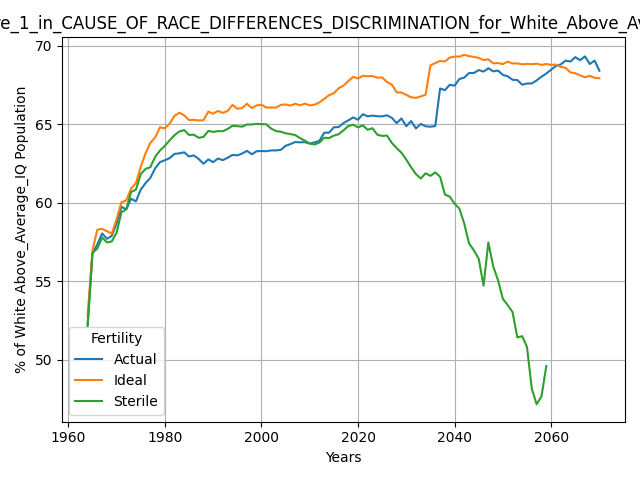 _1_in_CAUSE_OF_RACE_DIFFERENCES_DISCRIMINATION_for_White_Above_A
70
65
60
55
50
% of White Above_Average_IQ Population
Fertility
Actual
Ideal
Sterile
1960
1980
2000
2020
2040
2060
Years